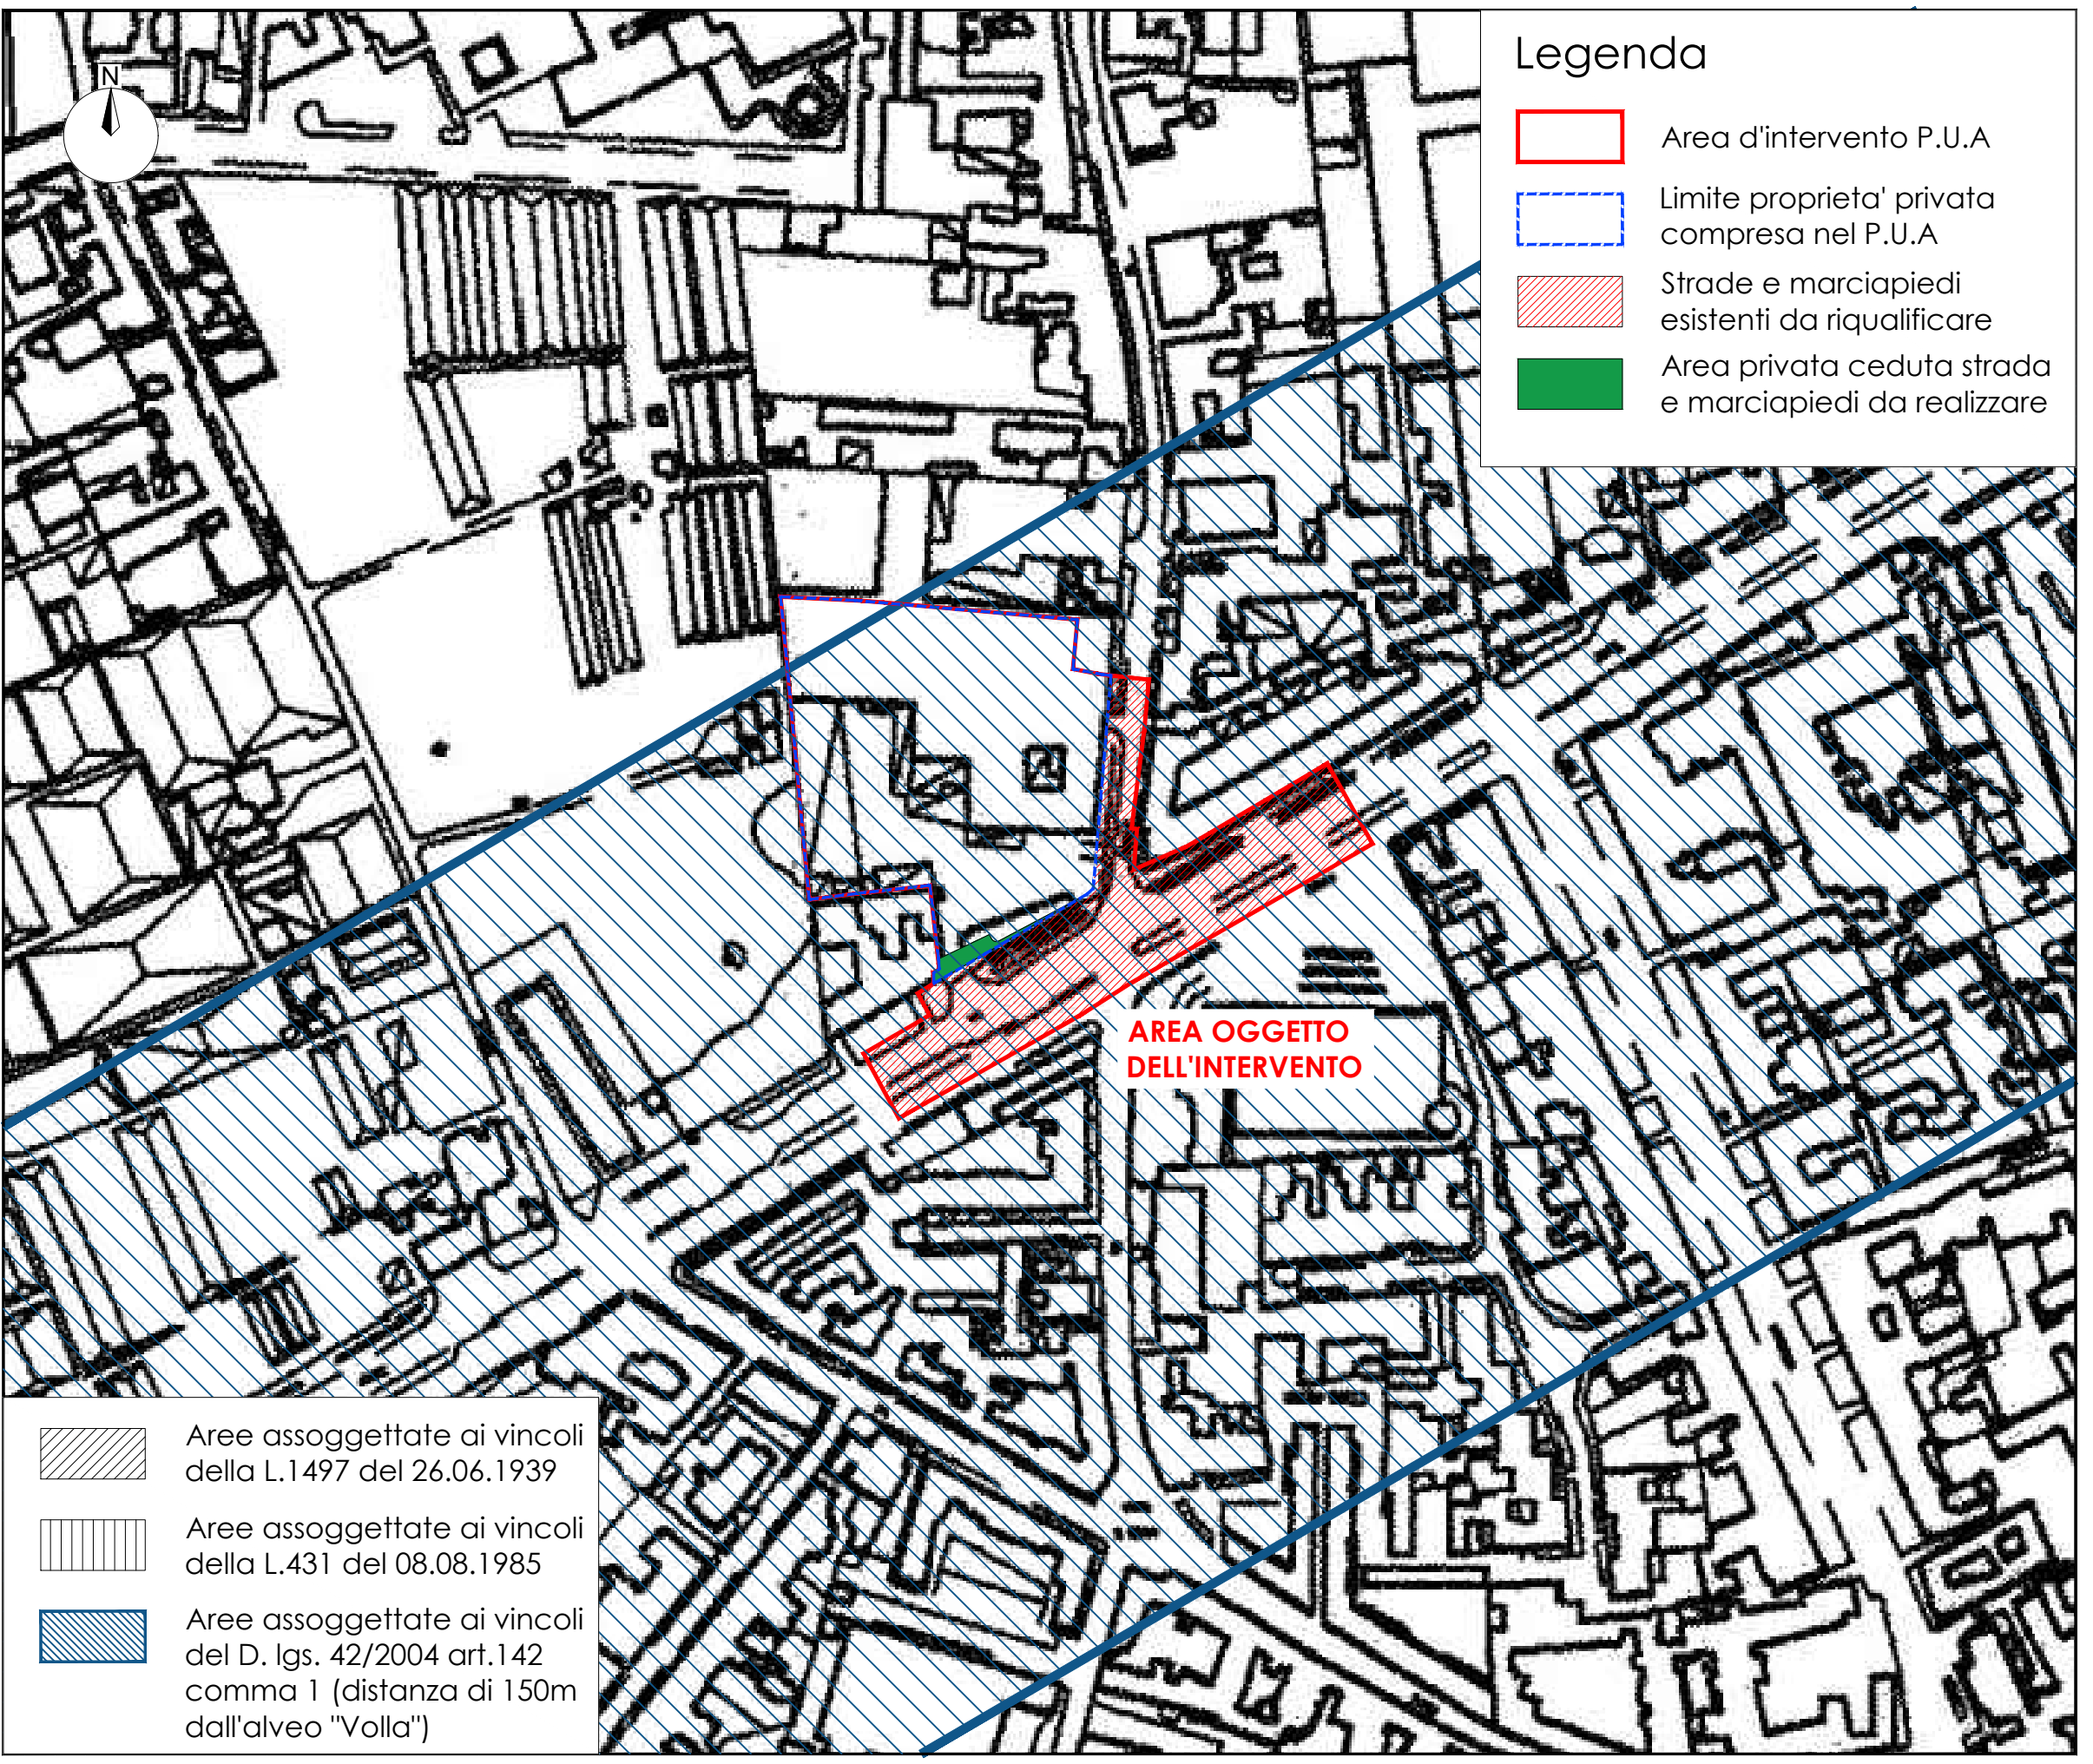 N
Legenda
Area d'intervento P.U.A
Limite proprieta' privata
compresa nel P.U.A
Strade e marciapiedi
esistenti da riqualificare
Area privata ceduta strada
e marciapiedi da realizzare
AREA OGGETTO
DELL'INTERVENTO
Aree assoggettate ai vincoli
della L.1497 del 26.06.1939
Aree assoggettate ai vincoli
della L.431 del 08.08.1985
Aree assoggettate ai vincoli
del D. lgs. 42/2004 art.142
comma 1 (distanza di 150m
dall'alveo "Volla")